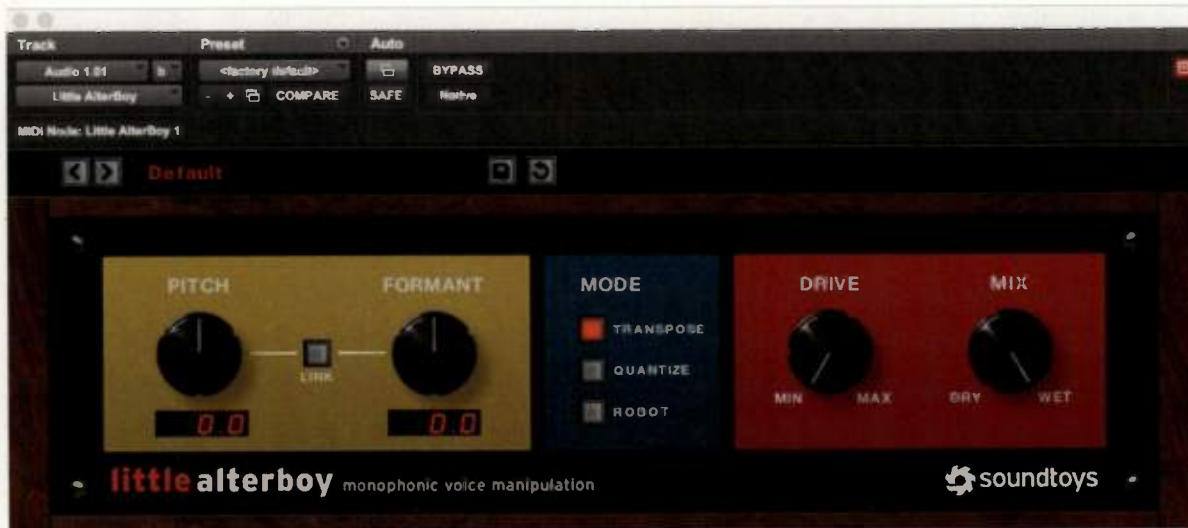 Track Preset Auto
Audio 1.01 b <factory default> BYPASS
Little AlterBoy - + COMPARE SAFE Native
MIDI Node: Little AlterBoy 1
< > Default
PITCH FORMANT MODE DRIVE MIX
TRANSPOSE
LINK QUANTIZE
MIN MAX DRY WET
ROBOT
0.0 0.0
little alterboy monophonic voice manipulation soundtoys